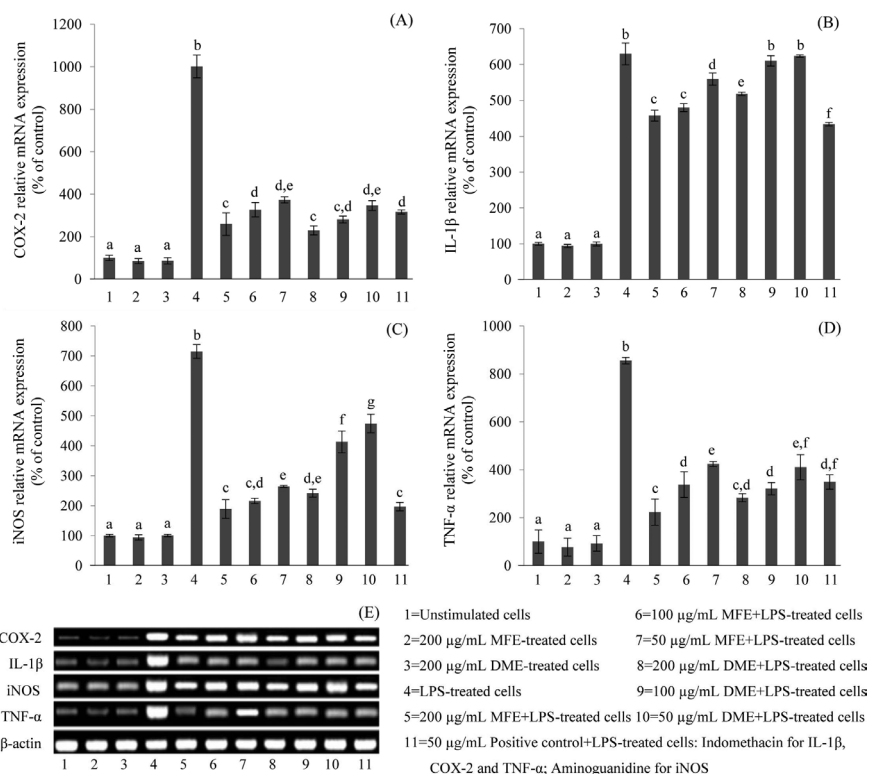 (A)
COX-2 relative mRNA expression
(% of control)
1200
1000
800
600
400
200
0
a a a b c d d,e c c,d d,e d
1 2 3 4 5 6 7 8 9 10 11
(B)
IL-1β relative mRNA expression
(% of control)
700
600
500
400
300
200
100
0
a a a b c c d e b b f
1 2 3 4 5 6 7 8 9 10 11
(C)
iNOS relative mRNA expression
(% of control)
800
700
600
500
400
300
200
100
0
a a a b c c,d e d,e f g c
1 2 3 4 5 6 7 8 9 10 11
(D)
TNF-α relative mRNA expression
(% of control)
1000
800
600
400
200
0
a a a b c d e c,d d e,f d,f
1 2 3 4 5 6 7 8 9 10 11
(E)
COX-2
IL-1β
iNOS
TNF-α
β-actin
1 2 3 4 5 6 7 8 9 10 11
1=Unstimulated cells 6=100 µg/mL MFE+LPS-treated cells
2=200 µg/mL MFE-treated cells 7=50 µg/mL MFE+LPS-treated cells
3=200 µg/mL DME-treated cells 8=200 µg/mL DME+LPS-treated cells
4=LPS-treated cells 9=100 µg/mL DME+LPS-treated cells
5=200 µg/mL MFE+LPS-treated cells 10=50 µg/mL DME+LPS-treated cells
11=50 µg/mL Positive control+LPS-treated cells: Indomethacin for IL-1β,
COX-2 and TNF-α; Aminoguanidine for iNOS